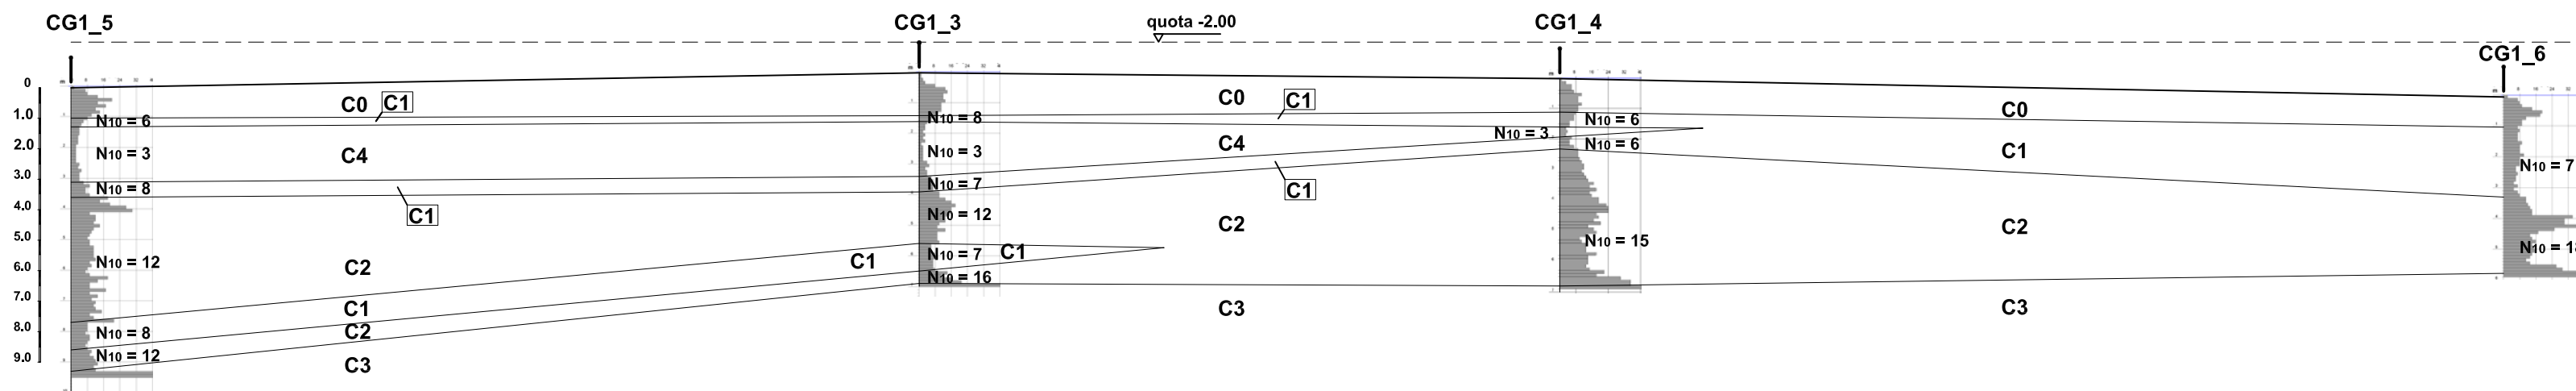 CG1_5
CG1_3
quota -2.00
CG1_4
CG1_6
0
1.0
2.0
3.0
4.0
5.0
6.0
7.0
8.0
9.0
N10 = 6
N10 = 3
N10 = 8
N10 = 12
N10 = 8
N10 = 12
C0
C1
C4
C1
C2
C1
C2
C3
C1
N10 = 8
N10 = 3
N10 = 7
N10 = 12
N10 = 7
N10 = 16
C1
C0
C1
C4
C1
C2
C3
N10 = 3
N10 = 6
N10 = 6
N10 = 15
C0
C1
C2
C3
N10 = 7